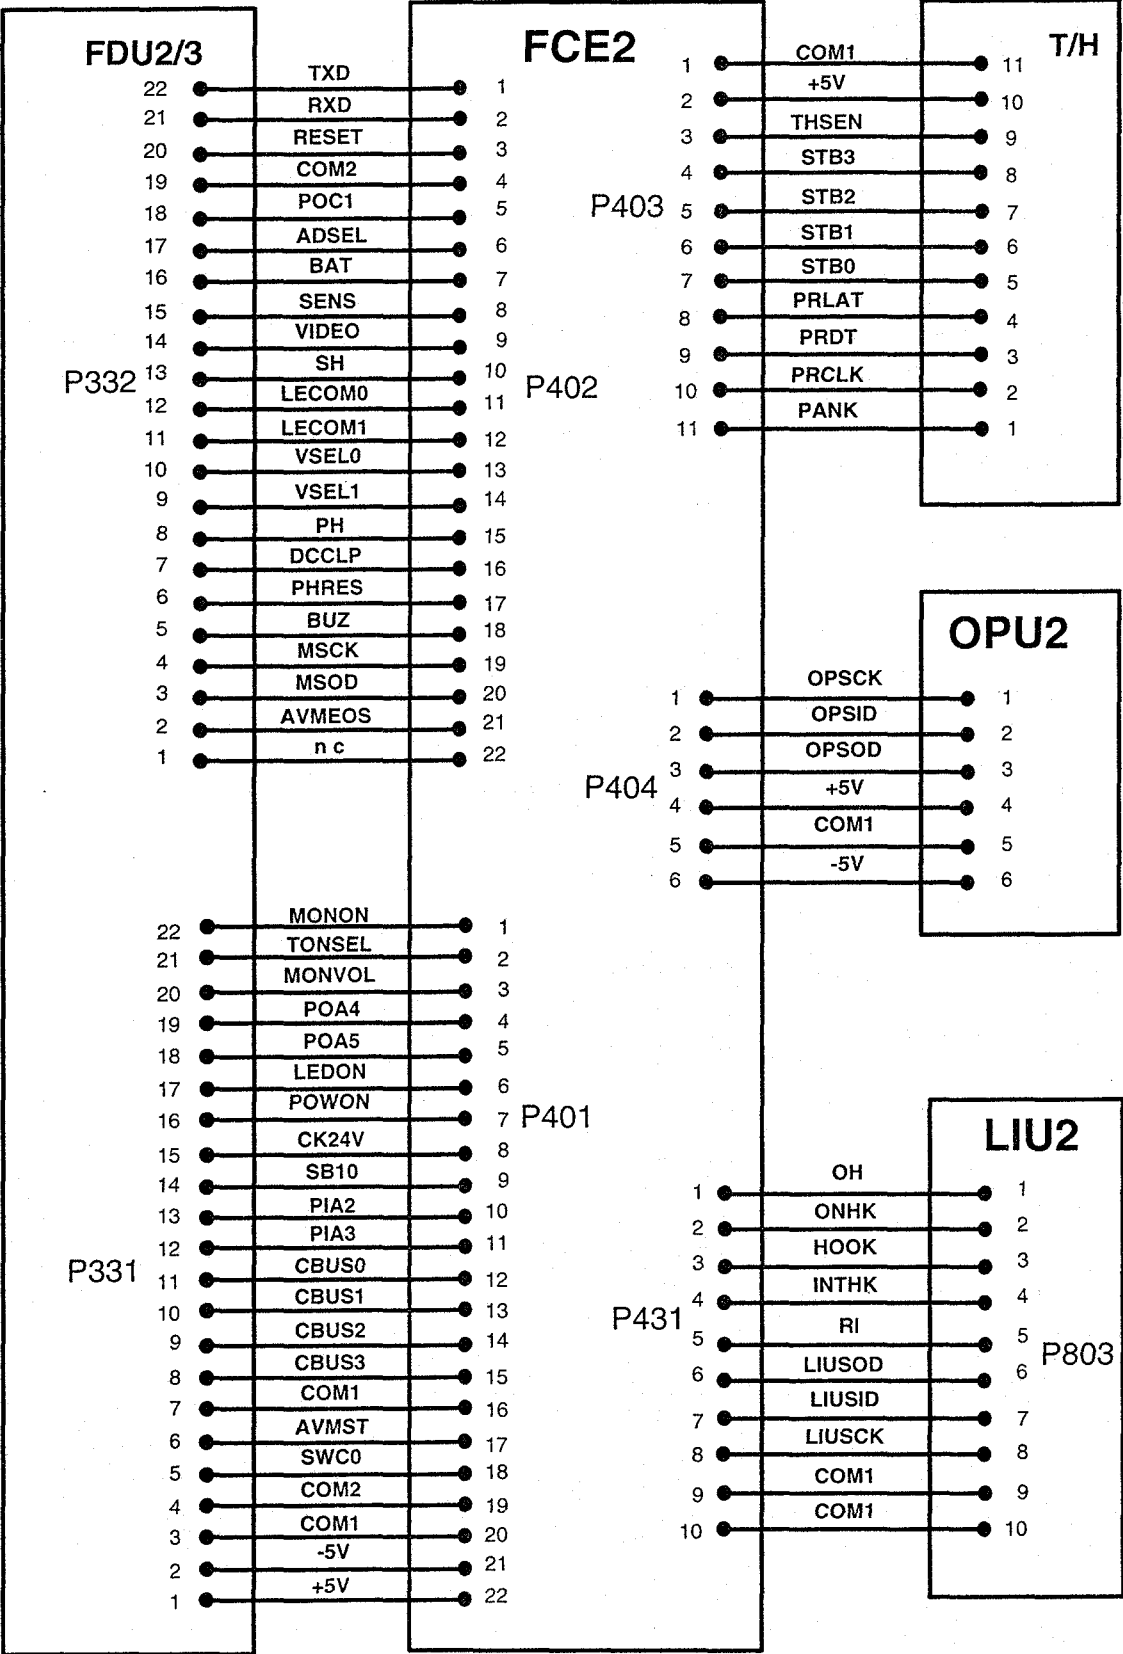 FDU2/3
FCE2
T/H
22 TXD 1
21 RXD 2
20 RESET 3
19 COM2 4
18 POC1 5
17 ADSEL 6
16 BAT 7
15 SENS 8
14 VIDEO 9
13 SH 10
12 LECOM0 11
11 LECOM1 12
10 VSEL0 13
9 VSEL1 14
8 PH 15
7 DCCLP 16
6 PHRES 17
5 BUZ 18
4 MSCK 19
3 MSOD 20
2 AVMEOS 21
1 n c 22
P332
P402
1 COM1 11
2 +5V 10
3 THSEN 9
4 STB3 8
5 STB2 7
6 STB1 6
7 STB0 5
8 PRLAT 4
9 PRDT 3
10 PRCLK 2
11 PANK 1
P403
OPU2
1 OPSCK 1
2 OPSID 2
3 OPSOD 3
4 +5V 4
5 COM1 5
6 -5V 6
P404
22 MONON 1
21 TONSEL 2
20 MONVOL 3
19 POA4 4
18 POA5 5
17 LEDON 6
16 POWON 7
15 CK24V 8
14 SB10 9
13 PIA2 10
12 PIA3 11
11 CBUS0 12
10 CBUS1 13
9 CBUS2 14
8 CBUS3 15
7 COM1 16
6 AVMST 17
5 SWC0 18
4 COM2 19
3 COM1 20
2 -5V 21
1 +5V 22
P331
P401
LIU2
1 OH 1
2 ONHK 2
3 HOOK 3
4 INTHK 4
5 RI 5
6 LIUSOD 6
7 LIUSID 7
8 LIUSCK 8
9 COM1 9
10 COM1 10
P431
P803